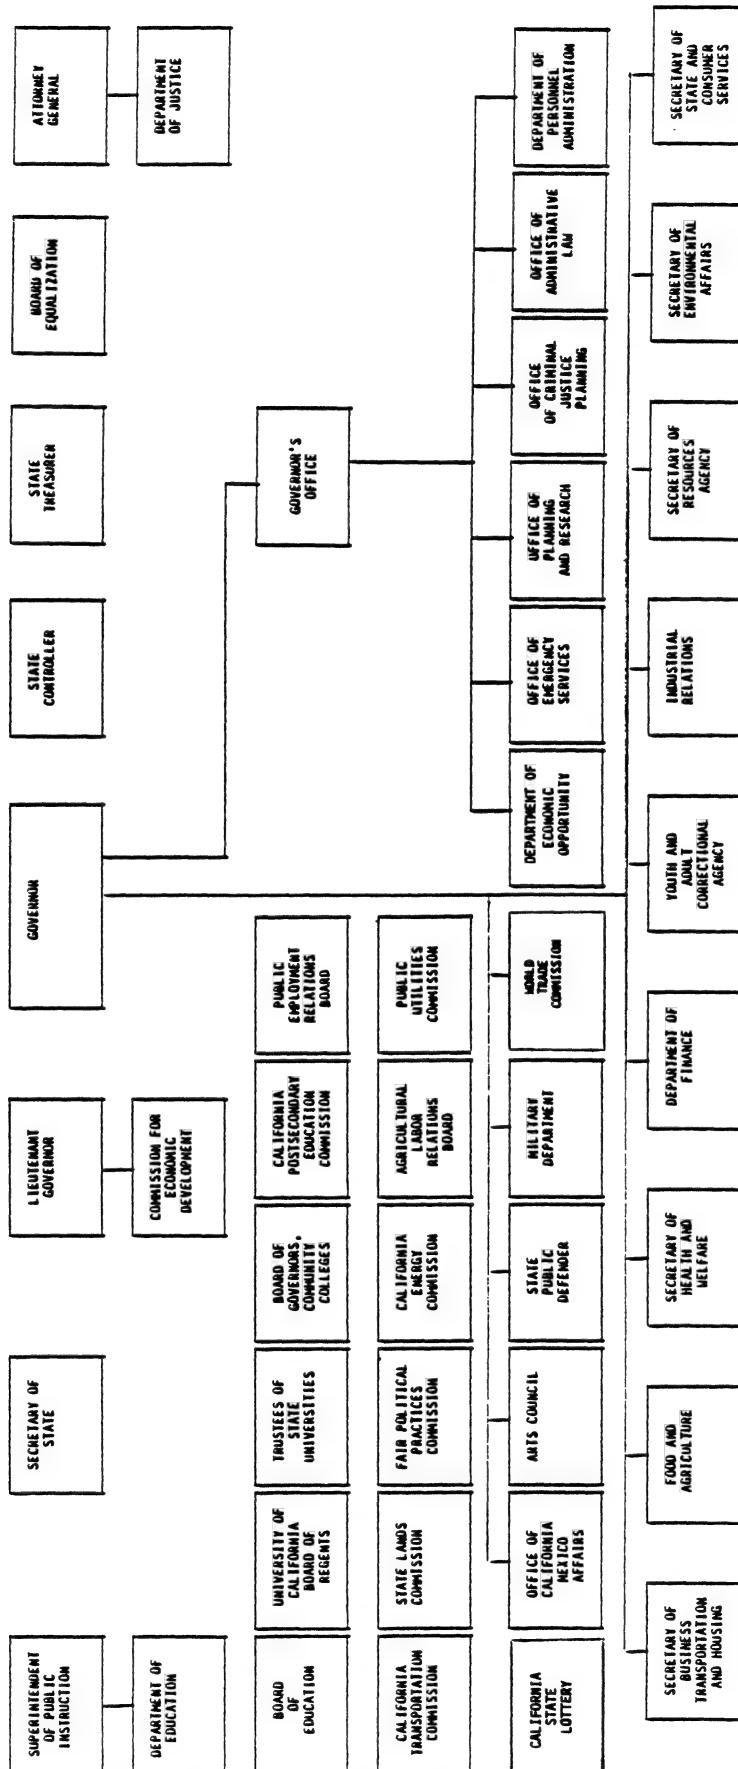 SUPERINTENDENT
OF PUBLIC
INSTRUCTION
SECRETARY OF
STATE
LIEUTENANT
GOVERNOR
GOVERNOR
STATE
CONTROLLER
STATE
TREASURER
BOARD OF
EQUALIZATION
ATTORNEY
GENERAL
DEPARTMENT OF
EDUCATION
COMMISSION FOR
ECONOMIC
DEVELOPMENT
DEPARTMENT
OF JUSTICE
BOARD
OF
EDUCATION
UNIVERSITY OF
CALIFORNIA
BOARD OF
REGENTS
TRUSTEES OF
STATE
UNIVERSITIES
BOARD OF
GOVERNORS,
COMMUNITY
COLLEGES
CALIFORNIA
POSTSECONDARY
EDUCATION
COMMISSION
PUBLIC
EMPLOYMENT
RELATIONS
BOARD
GOVERNOR'S
OFFICE
CALIFORNIA
TRANSPORTATION
COMMISSION
STATE LANDS
COMMISSION
FAIR POLITICAL
PRACTICES
COMMISSION
CALIFORNIA
ENERGY
COMMISSION
AGRICULTURAL
LABOR
RELATIONS
BOARD
PUBLIC
UTILITIES
COMMISSION
CALIFORNIA
STATE
LOTTERY
OFFICE OF
CALIFORNIA
MEXICO
AFFAIRS
ARTS COUNCIL
STATE
PUBLIC
DEFENDER
MILITARY
DEPARTMENT
WORLD
TRADE
COMMISSION
DEPARTMENT OF
ECONOMIC
OPPORTUNITY
OFFICE OF
EMERGENCY
SERVICES
OFFICE OF
PLANNING
AND RESEARCH
OFFICE
OF CRIMINAL
JUSTICE
PLANNING
OFFICE OF
ADMINISTRATIVE
LAW
DEPARTMENT OF
PERSONNEL
ADMINISTRATION
SECRETARY OF
BUSINESS
TRANSPORTATION
AND HOUSING
FOOD AND
AGRICULTURE
SECRETARY OF
HEALTH AND
WELFARE
DEPARTMENT OF
FINANCE
YOUTH AND
ADULT
CORRECTIONAL
AGENCY
INDUSTRIAL
RELATIONS
SECRETARY OF
RESOURCES
AGENCY
SECRETARY OF
ENVIRONMENTAL
AFFAIRS
SECRETARY OF
STATE AND
CONSUMER
SERVICES